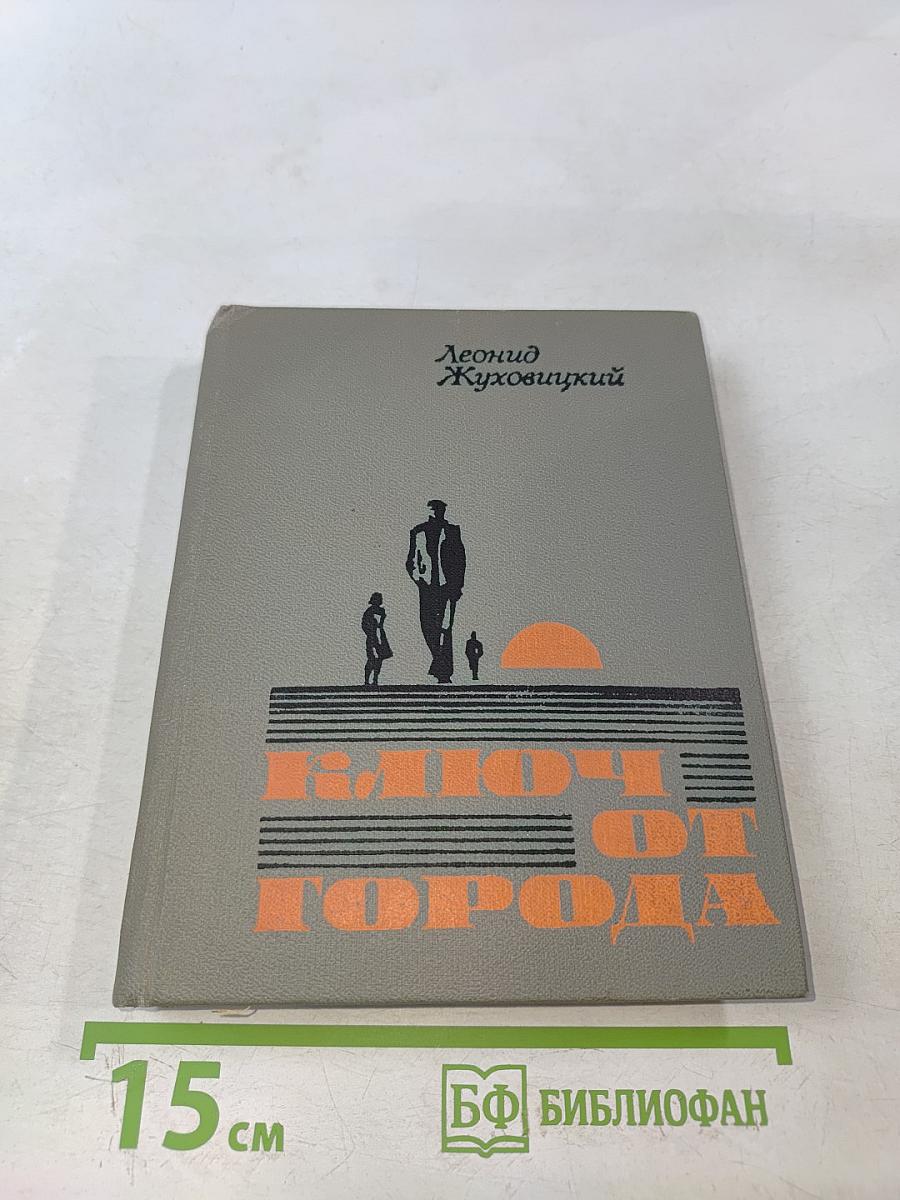 Леонид
Жуховицкий
КЛЮЧ
ОТ
ГОРОДА
15 см
БФ БИБЛИОФАН